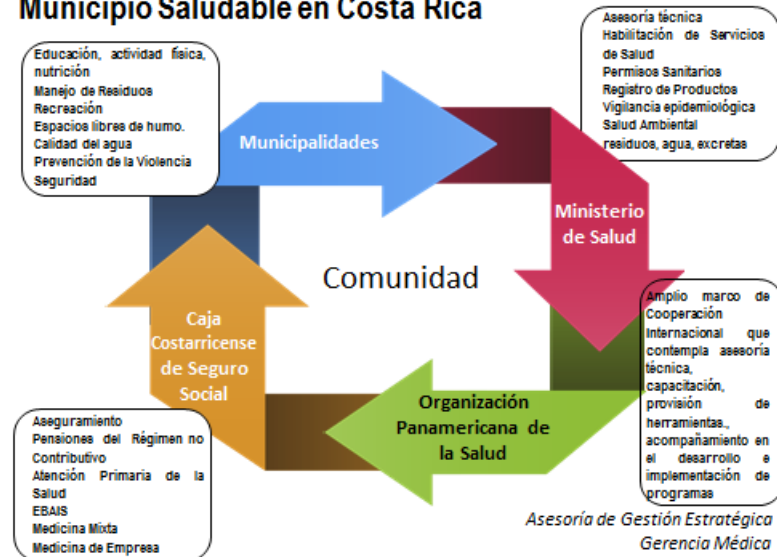 Municipio Saludable en Costa Rica
Educación, actividad física,
nutrición
Manejo de Residuos
Recreación
Espacios libres de humo.
Calidad del agua
Prevención de la Violencia
Seguridad
Municipalidades
Asesoría técnica
Habilitación de Servicios
de Salud
Permisos Sanitarios
Registro de Productos
Vigilancia epidemiológica
Salud Ambiental
residuos, agua, excretas
Ministerio
de Salud
Comunidad
Amplio marco de
Cooperación
Internacional que
contempla asesoría
técnica,
capacitación,
provisión de
herramientas.,
acompañamiento en
el desarrollo e
implementación de
programas
Caja
Costarricense
de Seguro
Social
Organización
Panamericana de
la Salud
Aseguramiento
Pensiones del Régimen no
Contributivo
Atención Primaria de la
Salud
EBAIS
Medicina Mixta
Medicina de Empresa
Asesoría de Gestión Estratégica
Gerencia Médica